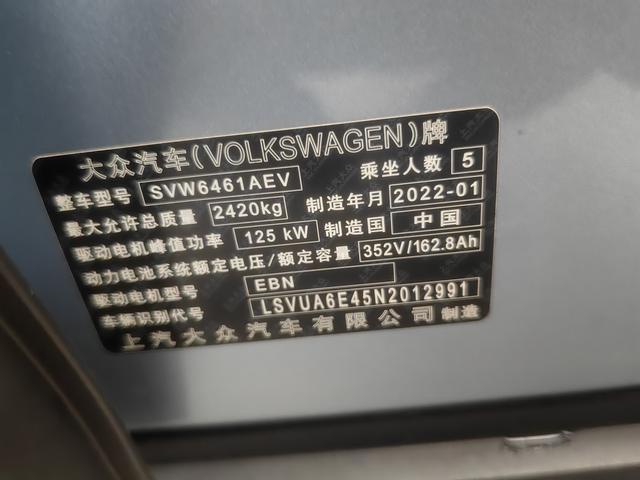 大众汽车(VOLKSWAGEN)牌
整车型号 SVW6461AEV 乘坐人数 5
最大允许总质量 2420kg 制造年月 2022-01
驱动电机峰值功率 125 kW 制造国 中国
动力电池系统额定电压/额定容量 352V/162.8Ah
驱动电机型号 EBN
车辆识别代号 LSVUA6E45N2012991
上汽大众汽车有限公司 制造